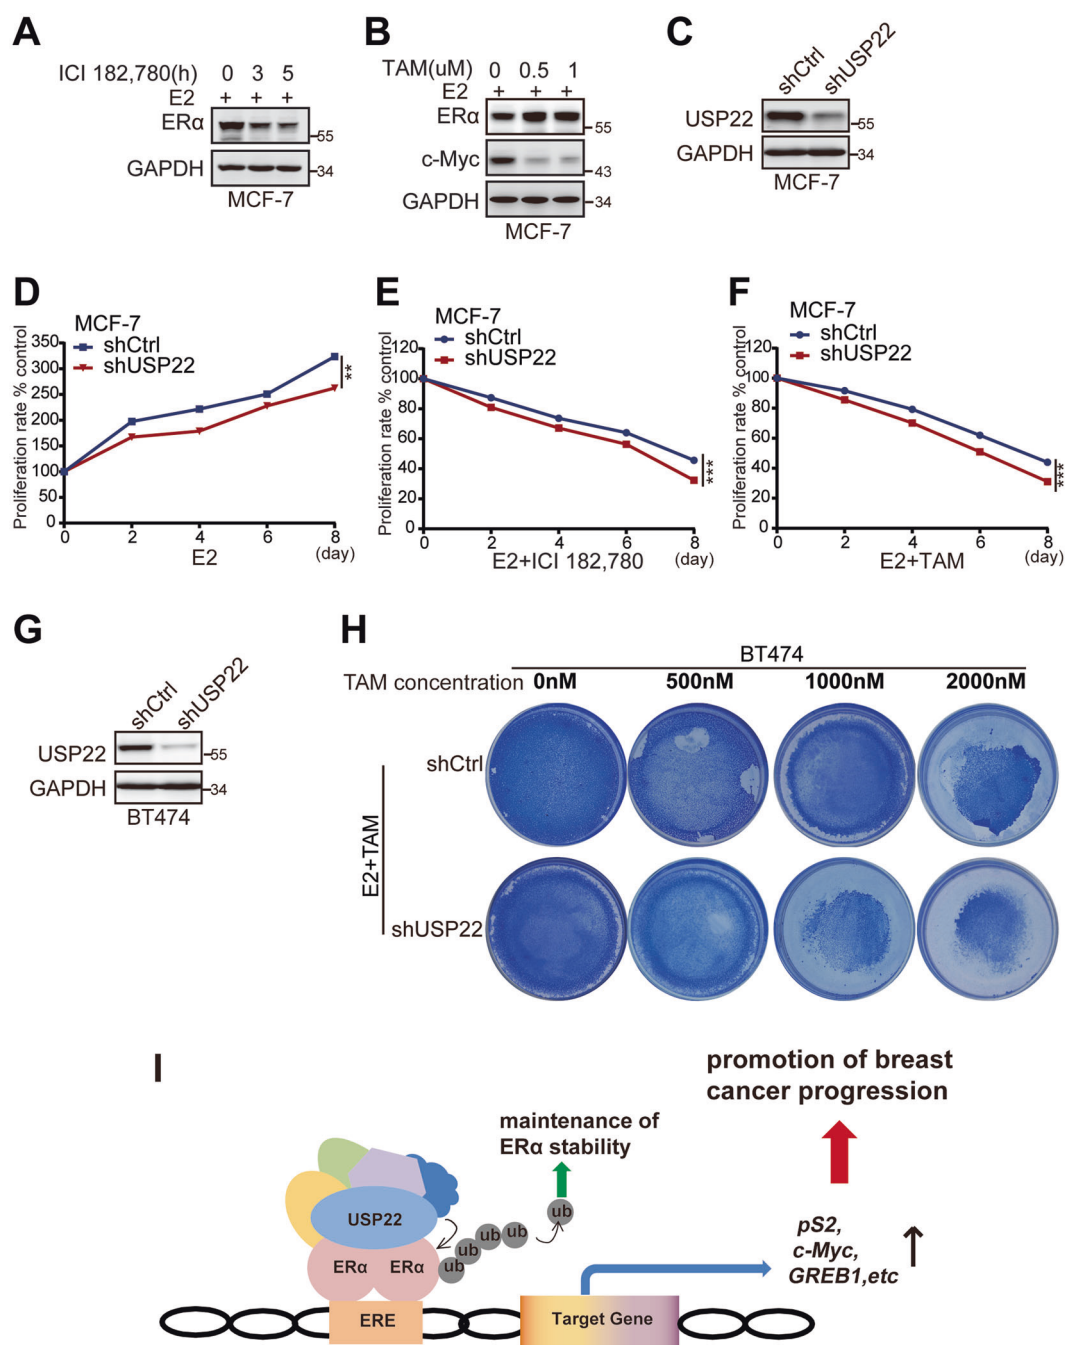 A
ICI 182,780(h) 0 3 5
E2 + + +
ERα
55
GAPDH
34
MCF-7
B
TAM(uM) 0 0.5 1
E2 + + +
ERα
55
c-Myc
43
GAPDH
34
MCF-7
C
shCtrl shUSP22
USP22
55
GAPDH
34
MCF-7
D
MCF-7
shCtrl
shUSP22
Proliferation rate % control
350
300
250
200
150
100
50
0
0 2 4 6 8
E2
(day)
**
E
MCF-7
shCtrl
shUSP22
Proliferation rate % control
120
100
80
60
40
20
0
0 2 4 6 8
E2+ICI 182,780
(day)
***
F
MCF-7
shCtrl
shUSP22
Proliferation rate % control
120
100
80
60
40
20
0
0 2 4 6 8
E2+TAM
(day)
***
G
shCtrl shUSP22
USP22
55
GAPDH
34
BT474
H
BT474
TAM concentration 0nM 500nM 1000nM 2000nM
shCtrl
E2+TAM
shUSP22
I
promotion of breast
cancer progression
maintenance of
ERα stability
USP22
ub
ub
ub
ub
ub
ERα ERα
pS2,
c-Myc,
GREB1,etc
ERE
Target Gene